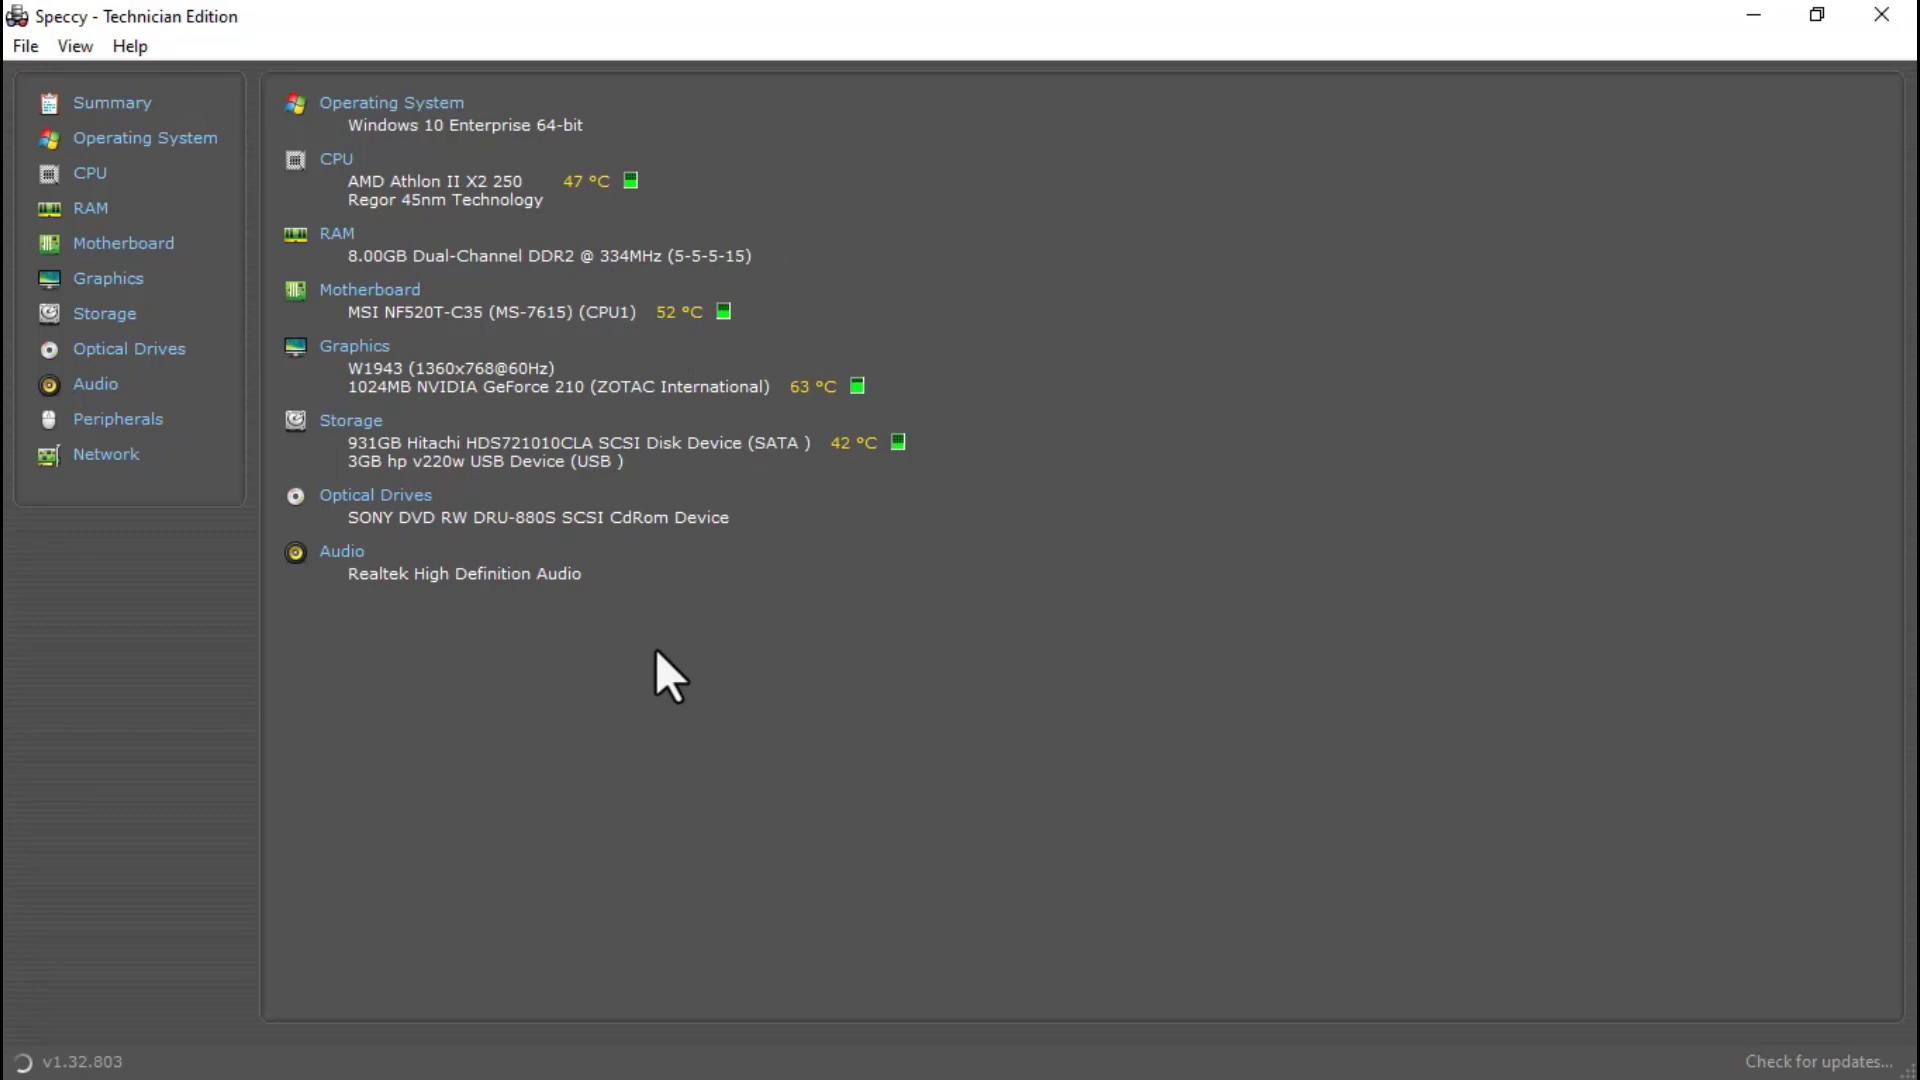 Speccy - Technician Edition
File View Help
Summary
Operating System
CPU
RAM
Motherboard
Graphics
Storage
Optical Drives
Audio
Peripherals
Network
Operating System
Windows 10 Enterprise 64-bit
CPU
AMD Athlon II X2 250 47 °C
Regor 45nm Technology
RAM
8.00GB Dual-Channel DDR2 @ 334MHz (5-5-5-15)
Motherboard
MSI NF520T-C35 (MS-7615) (CPU1) 52 °C
Graphics
W1943 (1360x768@60Hz)
1024MB NVIDIA GeForce 210 (ZOTAC International) 63 °C
Storage
931GB Hitachi HDS721010CLA SCSI Disk Device (SATA ) 42 °C
3GB hp v220w USB Device (USB )
Optical Drives
SONY DVD RW DRU-880S SCSI CdRom Device
Audio
Realtek High Definition Audio
v1.32.803
Check for updates...